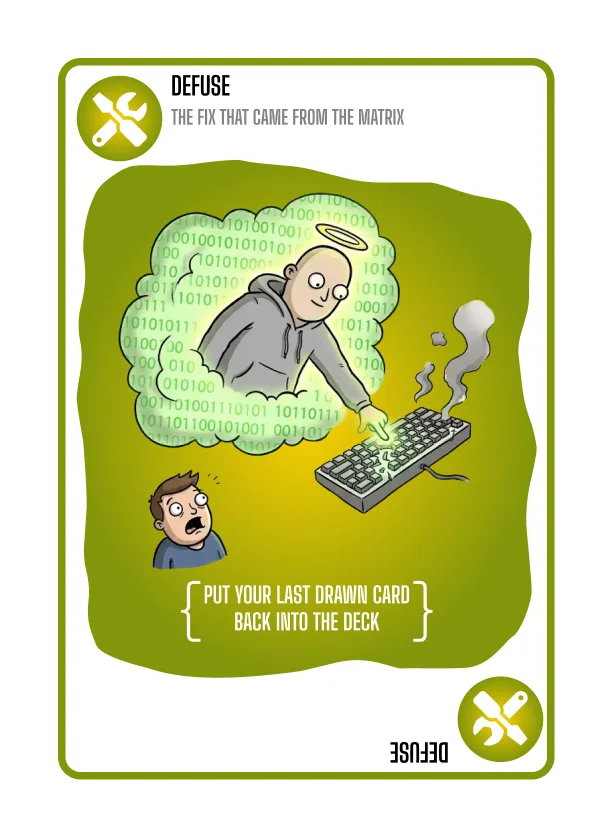 DEFUSE
THE FIX THAT CAME FROM THE MATRIX
PUT YOUR LAST DRAWN CARD
BACK INTO THE DECK
DEFUSE